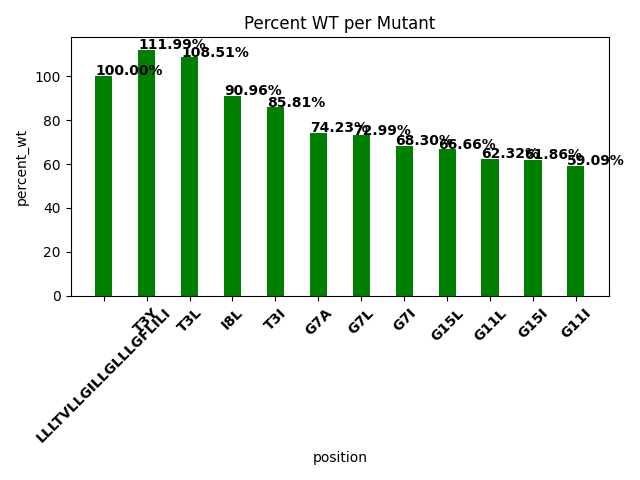 Percent WT per Mutant
percent_wt
100
80
60
40
20
0
100.00%
111.99%
108.51%
90.96%
85.81%
74.23%
72.99%
68.30%
66.66%
62.32%
61.86%
59.09%
LLLTVLLGILLGLLLGFLILI
T3Y
T3L
I8L
T3I
G7A
G7L
G7I
G15L
G11L
G15I
G11I
position